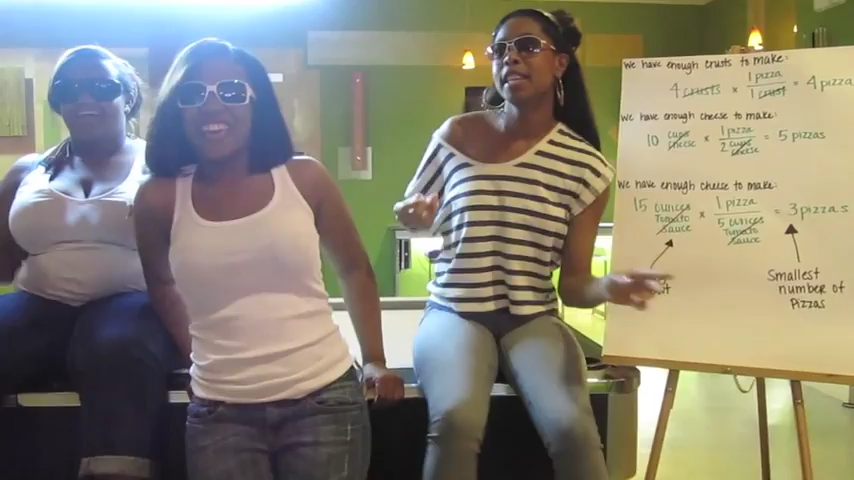 We have enough crusts to make:
4 crusts x 1 pizza / 1 crust = 4 pizza
We have enough cheese to make:
10 cups cheese x 1 pizza / 2 cups cheese = 5 pizzas
We have enough cheese to make:
15 ounces Tomato Sauce x 1 pizza / 5 ounces Tomato Sauce = 3 pizzas
Smallest
number of
pizzas